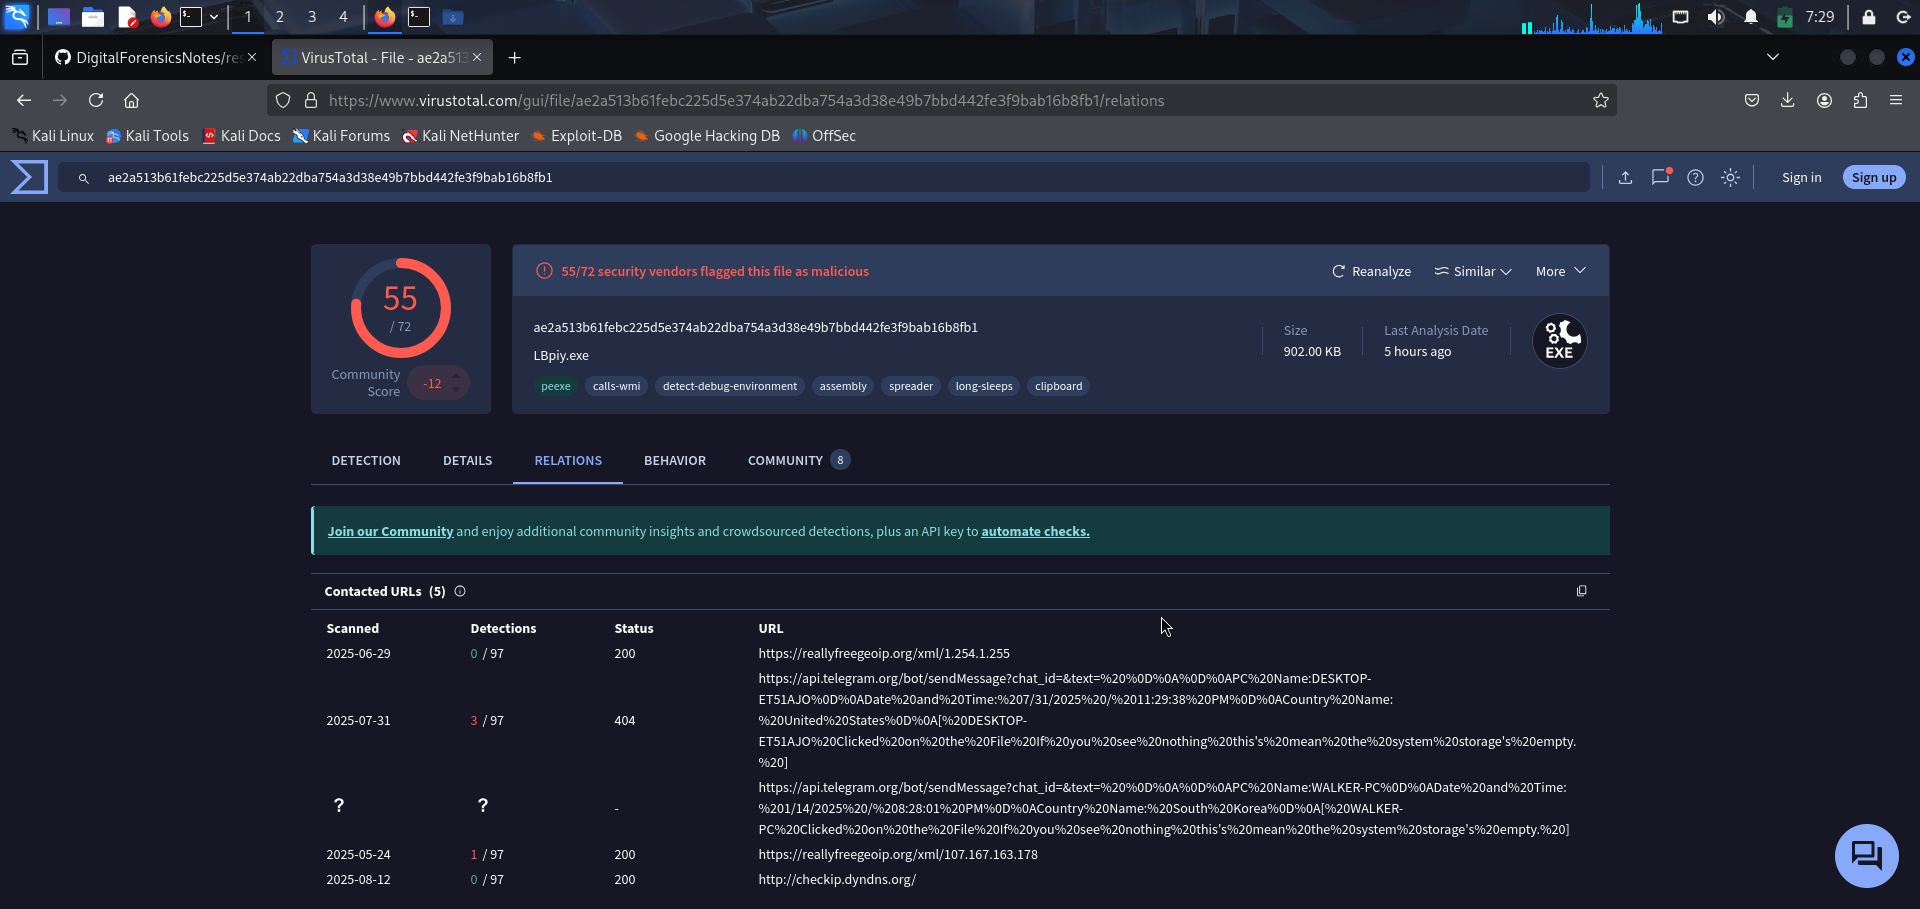 1 2 3 4 7:29
DigitalForensicsNotes/res VirusTotal - File - ae2a513
https://www.virustotal.com/gui/file/ae2a513b61febc225d5e374ab22dba754a3d38e49b7bbd442fe3f9bab16b8fb1/relations
Kali Linux Kali Tools Kali Docs Kali Forums Kali NetHunter Exploit-DB Google Hacking DB OffSec
ae2a513b61febc225d5e374ab22dba754a3d38e49b7bbd442fe3f9bab16b8fb1 Sign in Sign up
55
/ 72
Community
Score
-12
55/72 security vendors flagged this file as malicious Reanalyze Similar More
ae2a513b61febc225d5e374ab22dba754a3d38e49b7bbd442fe3f9bab16b8fb1
LBpiy.exe
Size
902.00 KB
Last Analysis Date
5 hours ago
EXE
peexe calls-wmi detect-debug-environment assembly spreader long-sleeps clipboard
DETECTION DETAILS RELATIONS BEHAVIOR COMMUNITY 8
Join our Community and enjoy additional community insights and crowdsourced detections, plus an API key to automate checks.
Contacted URLs (5)
Scanned Detections Status URL
2025-06-29 0 / 97 200 https://reallyfreegeoip.org/xml/1.254.1.255
2025-07-31 3 / 97 404 https://api.telegram.org/bot/sendMessage?chat_id=&text=%20%0D%0A%0D%0APC%20Name:DESKTOP-
ET51AJO%0D%0ADate%20and%20Time:%207/31/2025%20/%2011:29:38%20PM%0D%0ACountry%20Name:
%20United%20States%0D%0A[%20DESKTOP-
ET51AJO%20Clicked%20on%20the%20File%20If%20you%20see%20nothing%20this's%20mean%20the%20system%20storage's%20empty.
%20]
? ? - https://api.telegram.org/bot/sendMessage?chat_id=&text=%20%0D%0A%0D%0APC%20Name:WALKER-PC%0D%0ADate%20and%20Time:
%201/14/2025%20/%208:28:01%20PM%0D%0ACountry%20Name:%20South%20Korea%0D%0A[%20WALKER-
PC%20Clicked%20on%20the%20File%20If%20you%20see%20nothing%20this's%20mean%20the%20system%20storage's%20empty.%20]
2025-05-24 1 / 97 200 https://reallyfreegeoip.org/xml/107.167.163.178
2025-08-12 0 / 97 200 http://checkip.dyndns.org/